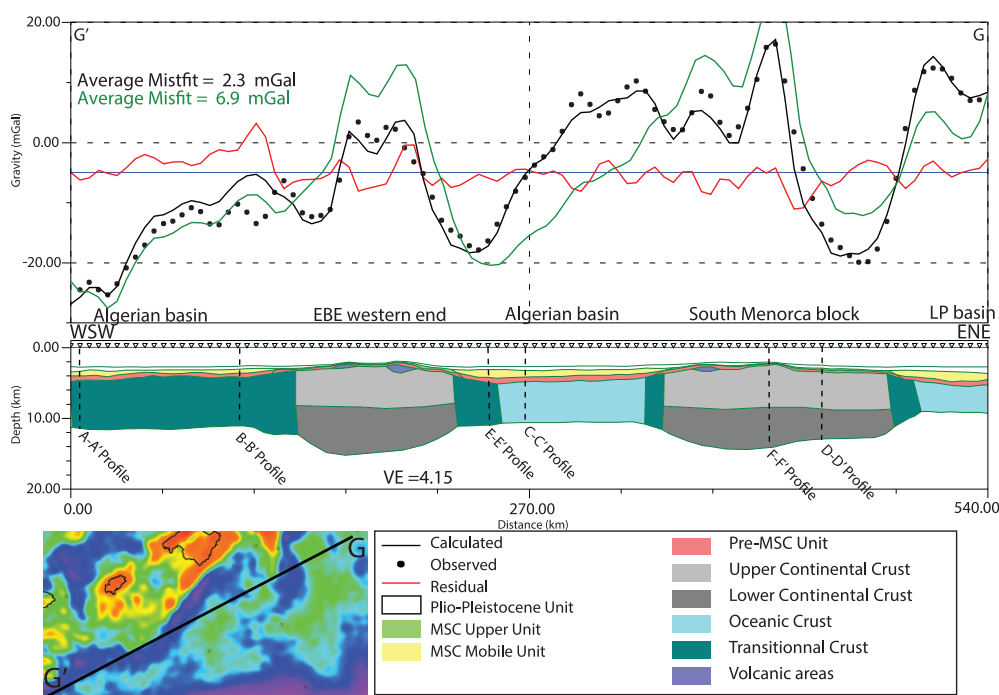 20.00
G'
G
Average Mistfit = 2.3 mGal
Average Misfit = 6.9 mGal
Gravity (mGal)
0.00
-20.00
Algerian basin
EBE western end
Algerian basin
South Menorca block
LP basin
WSW
ENE
0.00
Depth (km)
10.00
20.00
A-A' Profile
B-B' Profile
E-E' Profile
C-C' Profile
F-F' Profile
D-D' Profile
VE =4.15
0.00
270.00
540.00
Distance (km)
G
G'
Calculated
Observed
Residual
Plio-Pleistocene Unit
MSC Upper Unit
MSC Mobile Unit
Pre-MSC Unit
Upper Continental Crust
Lower Continental Crust
Oceanic Crust
Transitionnal Crust
Volcanic areas